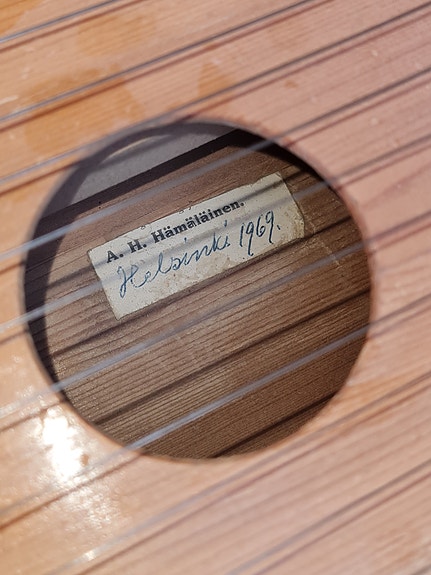 A. H. Hämäläinen.
Helsinki 1969.